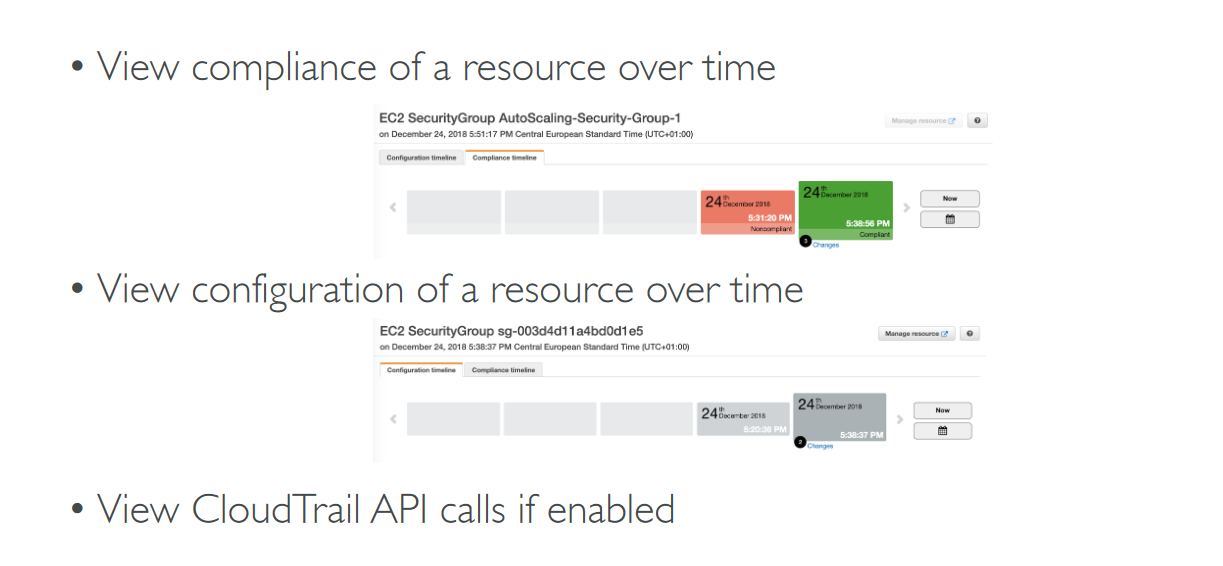 • View compliance of a resource over time
EC2 SecurityGroup AutoScaling-Security-Group-1
Manage resource
on December 24, 2018 5:51:17 PM Central European Standard Time (UTC+01:00)
Configuration timeline Compliance timeline
24th December 2018
5:31:20 PM
Noncompliant
24th December 2018
5:38:56 PM
Compliant
3 Changes
Now
• View configuration of a resource over time
EC2 SecurityGroup sg-003d4d11a4bd0d1e5
Manage resource
on December 24, 2018 5:38:37 PM Central European Standard Time (UTC+01:00)
Configuration timeline Compliance timeline
24th December 2018
5:20:36 PM
24th December 2018
5:38:37 PM
2 Changes
Now
• View CloudTrail API calls if enabled